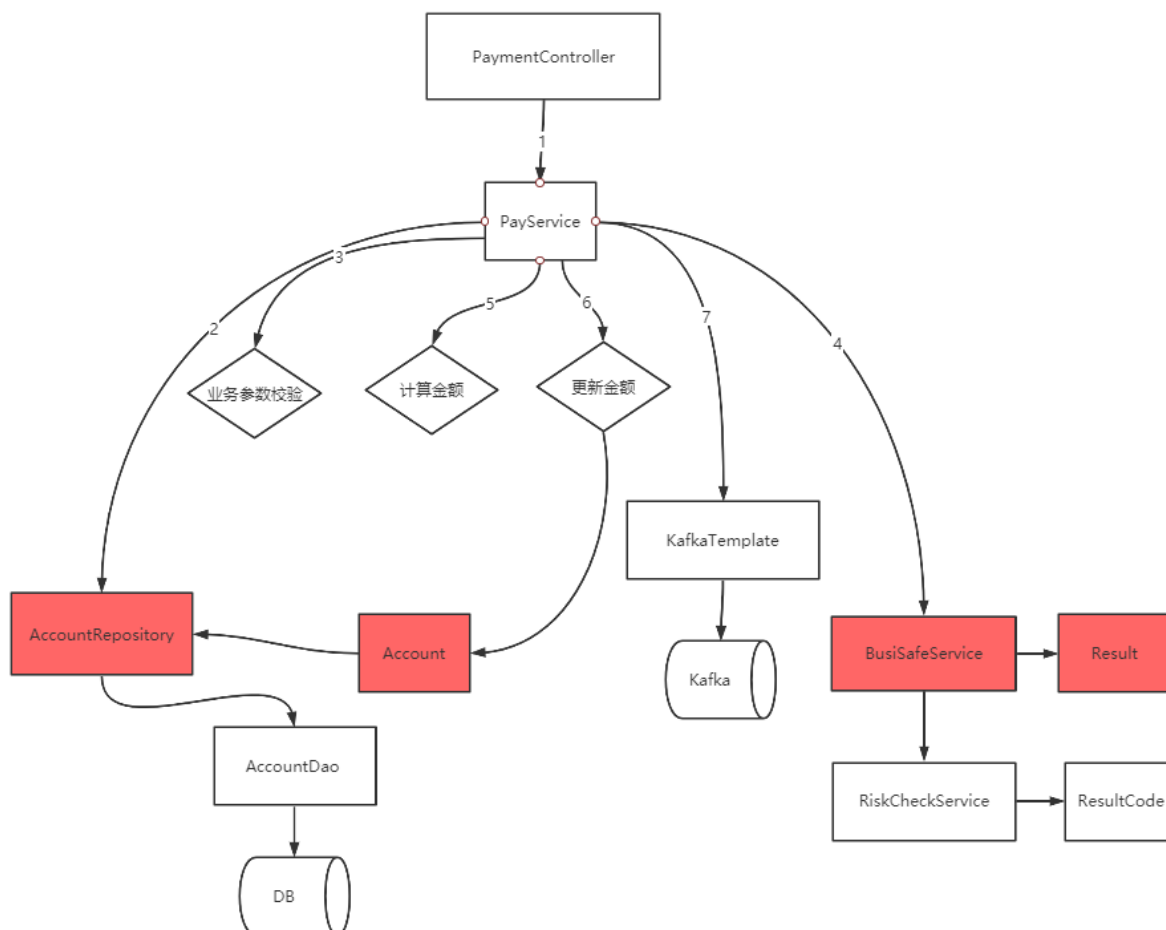 PaymentController
1
PayService
3
5
6
7
2
4
业务参数校验
计算金额
更新金额
KafkaTemplate
AccountRepository
Account
BusiSafeService
Result
Kafka
AccountDao
RiskCheckService
ResultCode
DB